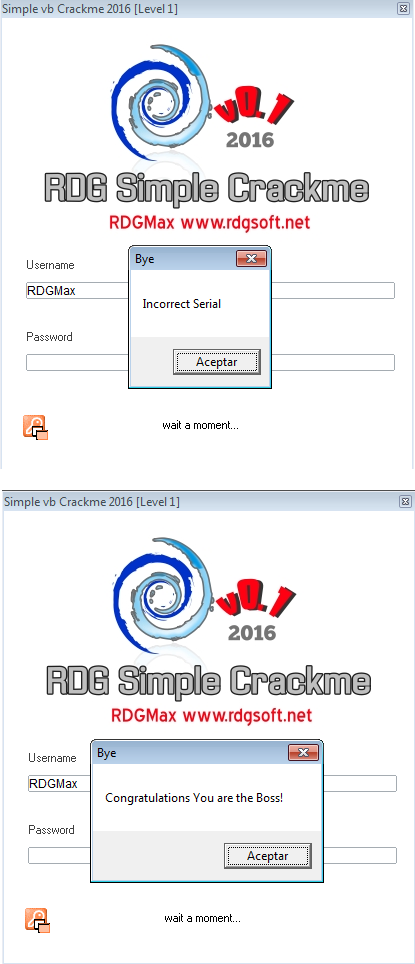 Simple vb Crackme 2016 [Level 1]
v0.1
2016
RDG Simple Crackme
RDGMax www.rdgsoft.net
Username
RDGMax
Bye
Incorrect Serial
Aceptar
Password
wait a moment...
Simple vb Crackme 2016 [Level 1]
v0.1
2016
RDG Simple Crackme
RDGMax www.rdgsoft.net
Username
RDGMax
Bye
Congratulations You are the Boss!
Aceptar
Password
wait a moment...